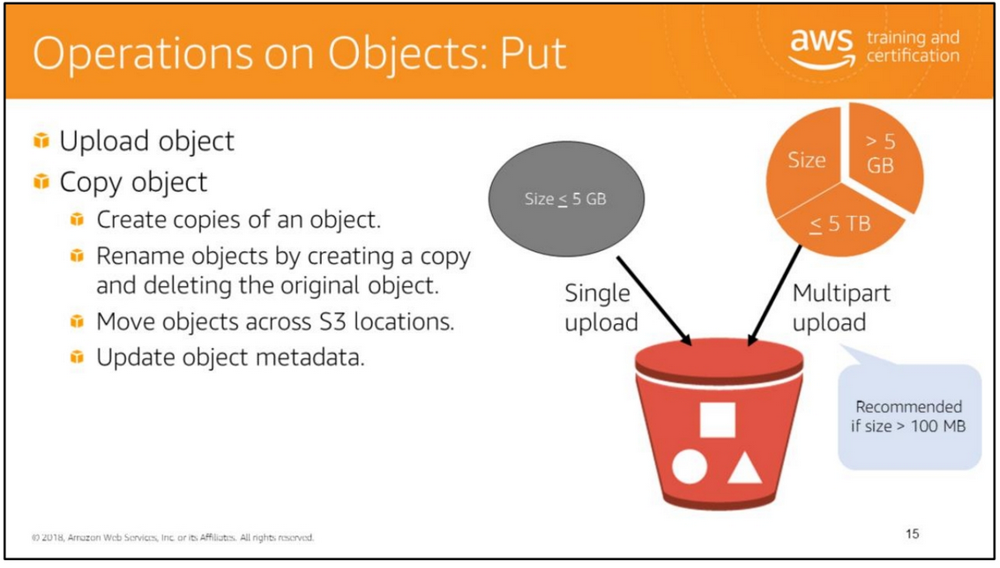 Operations on Objects: Put
aws training and
certification
Upload object
Copy object
Create copies of an object.
Rename objects by creating a copy
and deleting the original object.
Move objects across S3 locations.
Update object metadata.
Size ≤ 5 GB
Size
> 5
GB
≤ 5 TB
Single
upload
Multipart
upload
Recommended
if size > 100 MB
© 2018, Amazon Web Services, Inc. or its Affiliates. All rights reserved.
15